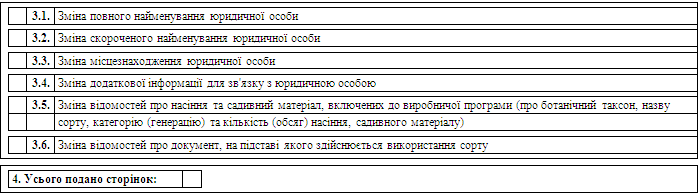 3.1. Зміна повного найменування юридичної особи
3.2. Зміна скороченого найменування юридичної особи
3.3. Зміна місцезнаходження юридичної особи
3.4. Зміна додаткової інформації для зв'язку з юридичною особою
3.5. Зміна відомостей про насіння та садивний матеріал, включених до виробничої програми (про ботанічний таксон, назву
сорту, категорію (генерацію) та кількість (обсяг) насіння, садивного матеріалу)
3.6. Зміна відомостей про документ, на підставі якого здійснюється використання сорту
4. Усього подано сторінок: